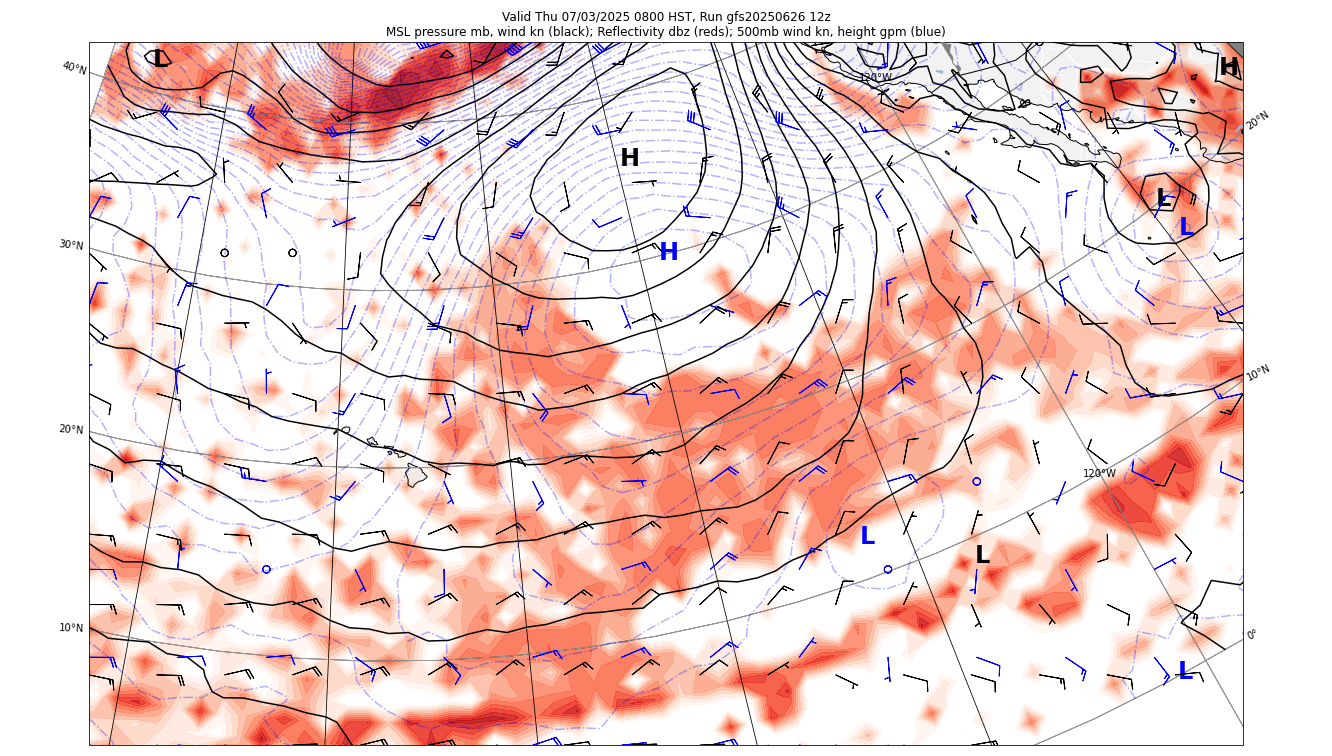 Valid Thu 07/03/2025 0800 HST, Run gfs20250626 12z
MSL pressure mb, wind kn (black); Reflectivity dbz (reds); 500mb wind kn, height gpm (blue)
L
H
40°N
130°W
20°N
H
L
L
30°N
H
10°N
20°N
120°W
L
L
10°N
0°
L